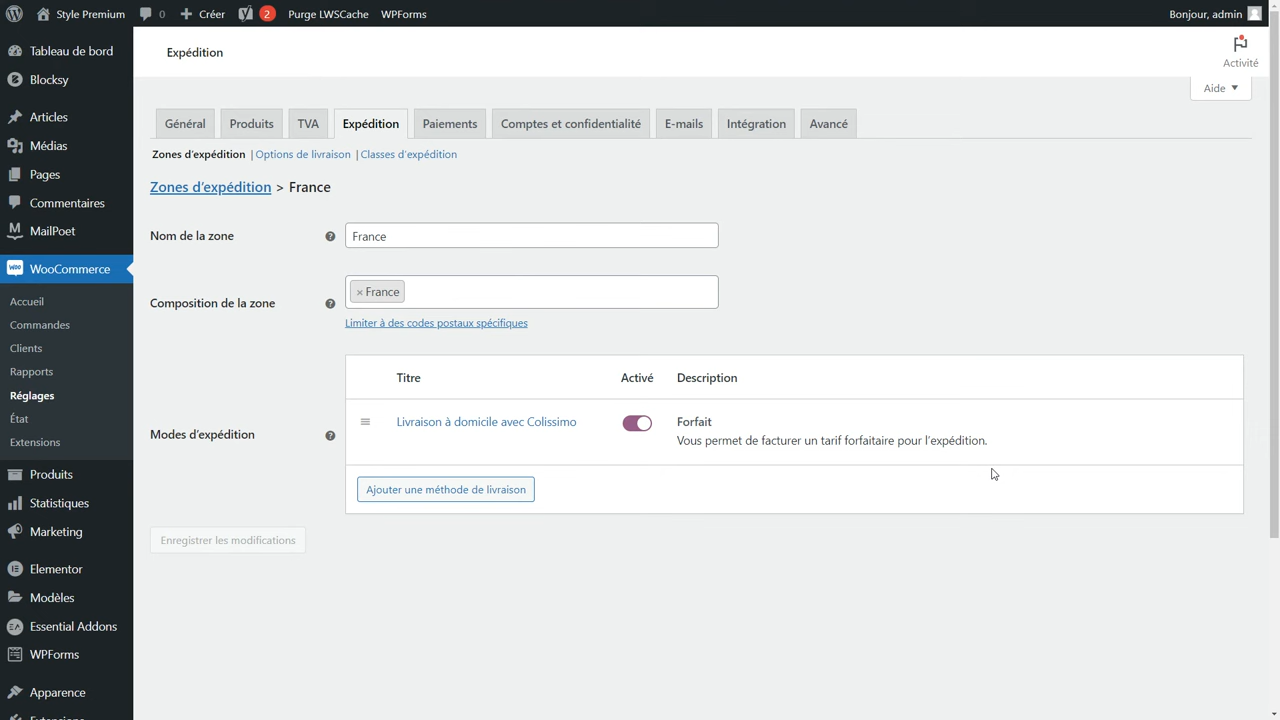 Style Premium
0
Créer
2
Purge LWSCache
WPForms
Bonjour, admin
Tableau de bord
Blocksy
Articles
Médias
Pages
Commentaires
MailPoet
WooCommerce
Accueil
Commandes
Clients
Rapports
Réglages
État
Extensions
Produits
Statistiques
Marketing
Elementor
Modèles
Essential Addons
WPForms
Apparence
Extensions
Expédition
Activité
Aide
Général
Produits
TVA
Expédition
Paiements
Comptes et confidentialité
E-mails
Intégration
Avancé
Zones d'expédition | Options de livraison | Classes d'expédition
Zones d'expédition > France
Nom de la zone
France
Composition de la zone
× France
Limiter à des codes postaux spécifiques
Modes d'expédition
Titre
Activé
Description
Livraison à domicile avec Colissimo
Forfait
Vous permet de facturer un tarif forfaitaire pour l'expédition.
Ajouter une méthode de livraison
Enregistrer les modifications